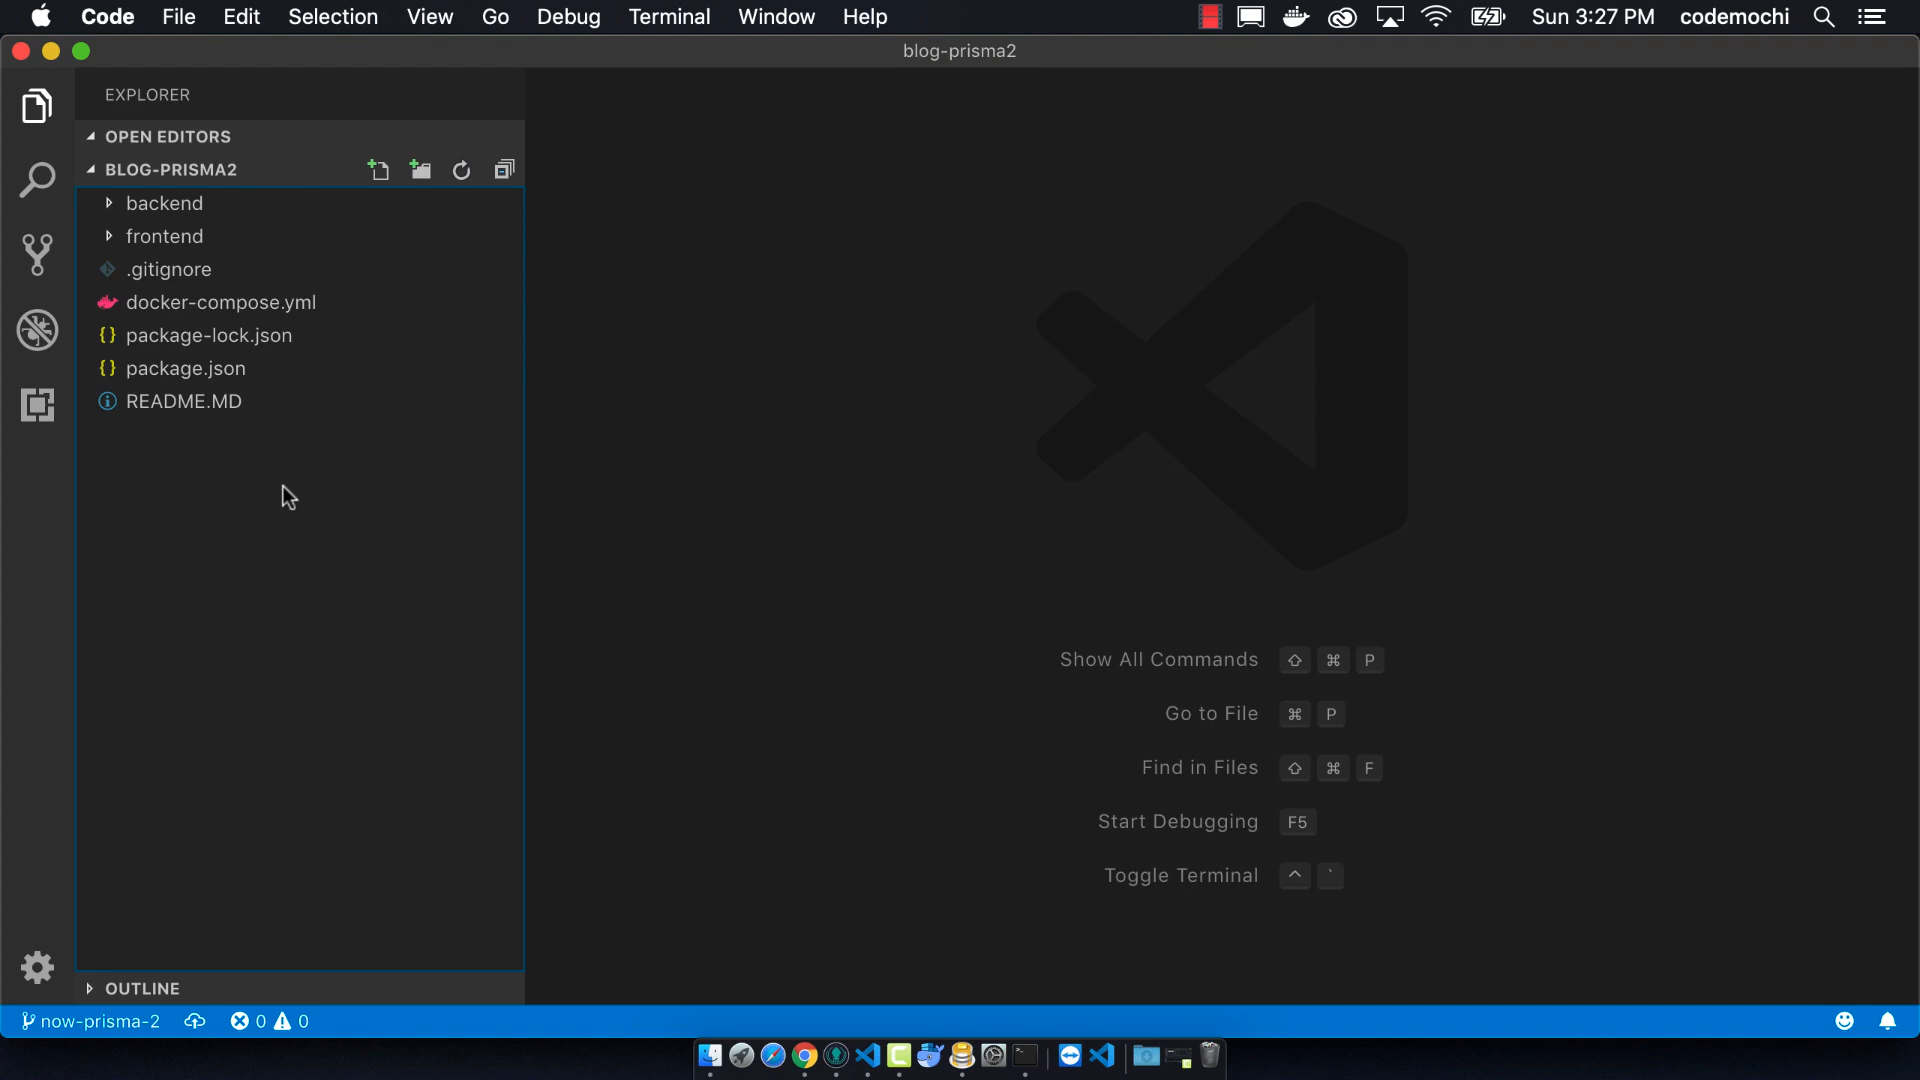 Code File Edit Selection View Go Debug Terminal Window Help Sun 3:27 PM codemochi
blog-prisma2
EXPLORER
OPEN EDITORS
BLOG-PRISMA2
backend
frontend
.gitignore
docker-compose.yml
package-lock.json
package.json
README.MD
Show All Commands ⇧ ⌘ P
Go to File ⌘ P
Find in Files ⇧ ⌘ F
Start Debugging F5
Toggle Terminal ^ `
OUTLINE
now-prisma-2 0 0